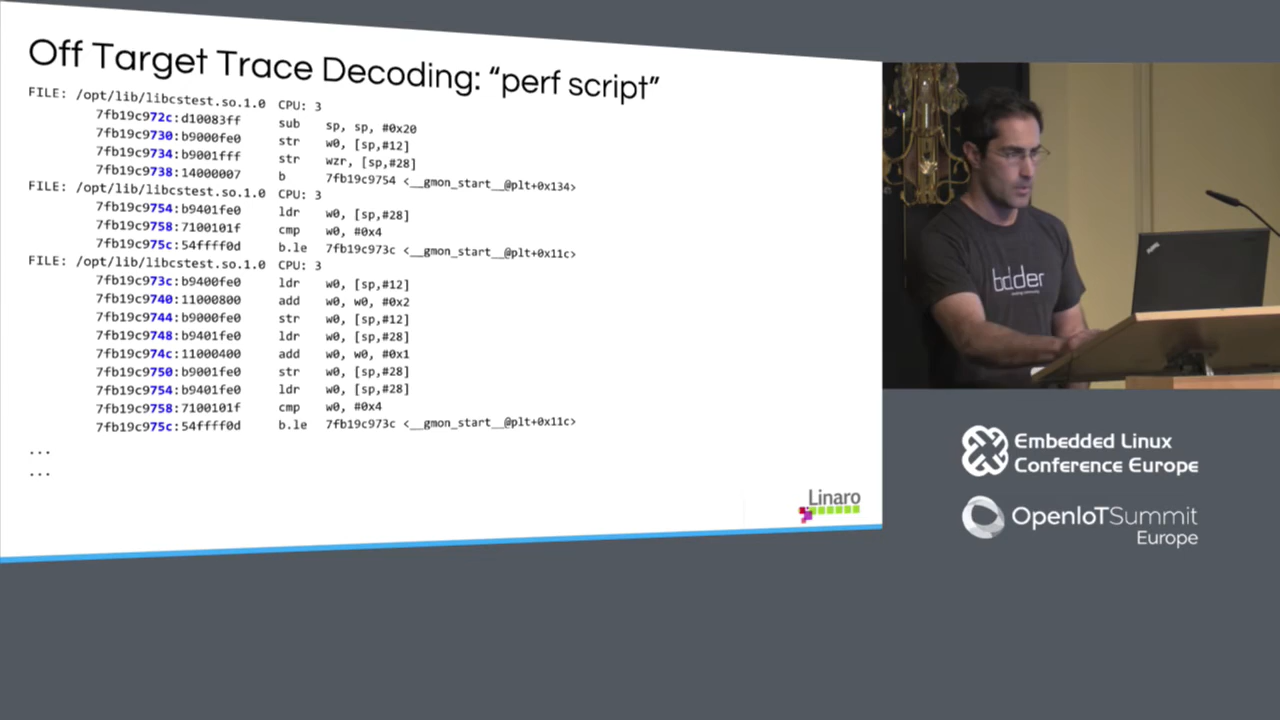 Off Target Trace Decoding: “perf script”
FILE: /opt/lib/libcstest.so.1.0 CPU: 3
7fb19c972c:d10083ff sub sp, sp, #0x20
7fb19c9730:b9000fe0 str w0, [sp,#12]
7fb19c9734:b9001fff str wzr, [sp,#28]
7fb19c9738:14000007 b 7fb19c9754 <__gmon_start__@plt+0x134>
FILE: /opt/lib/libcstest.so.1.0 CPU: 3
7fb19c9754:b9401fe0 ldr w0, [sp,#28]
7fb19c9758:7100101f cmp w0, #0x4
7fb19c975c:54ffff0d b.le 7fb19c973c <__gmon_start__@plt+0x11c>
FILE: /opt/lib/libcstest.so.1.0 CPU: 3
7fb19c973c:b9400fe0 ldr w0, [sp,#12]
7fb19c9740:11000800 add w0, w0, #0x2
7fb19c9744:b9000fe0 str w0, [sp,#12]
7fb19c9748:b9401fe0 ldr w0, [sp,#28]
7fb19c974c:11000400 add w0, w0, #0x1
7fb19c9750:b9001fe0 str w0, [sp,#28]
7fb19c9754:b9401fe0 ldr w0, [sp,#28]
7fb19c9758:7100101f cmp w0, #0x4
7fb19c975c:54ffff0d b.le 7fb19c973c <__gmon_start__@plt+0x11c>
...
...
Linaro
Embedded Linux
Conference Europe
OpenIoTSummit
Europe